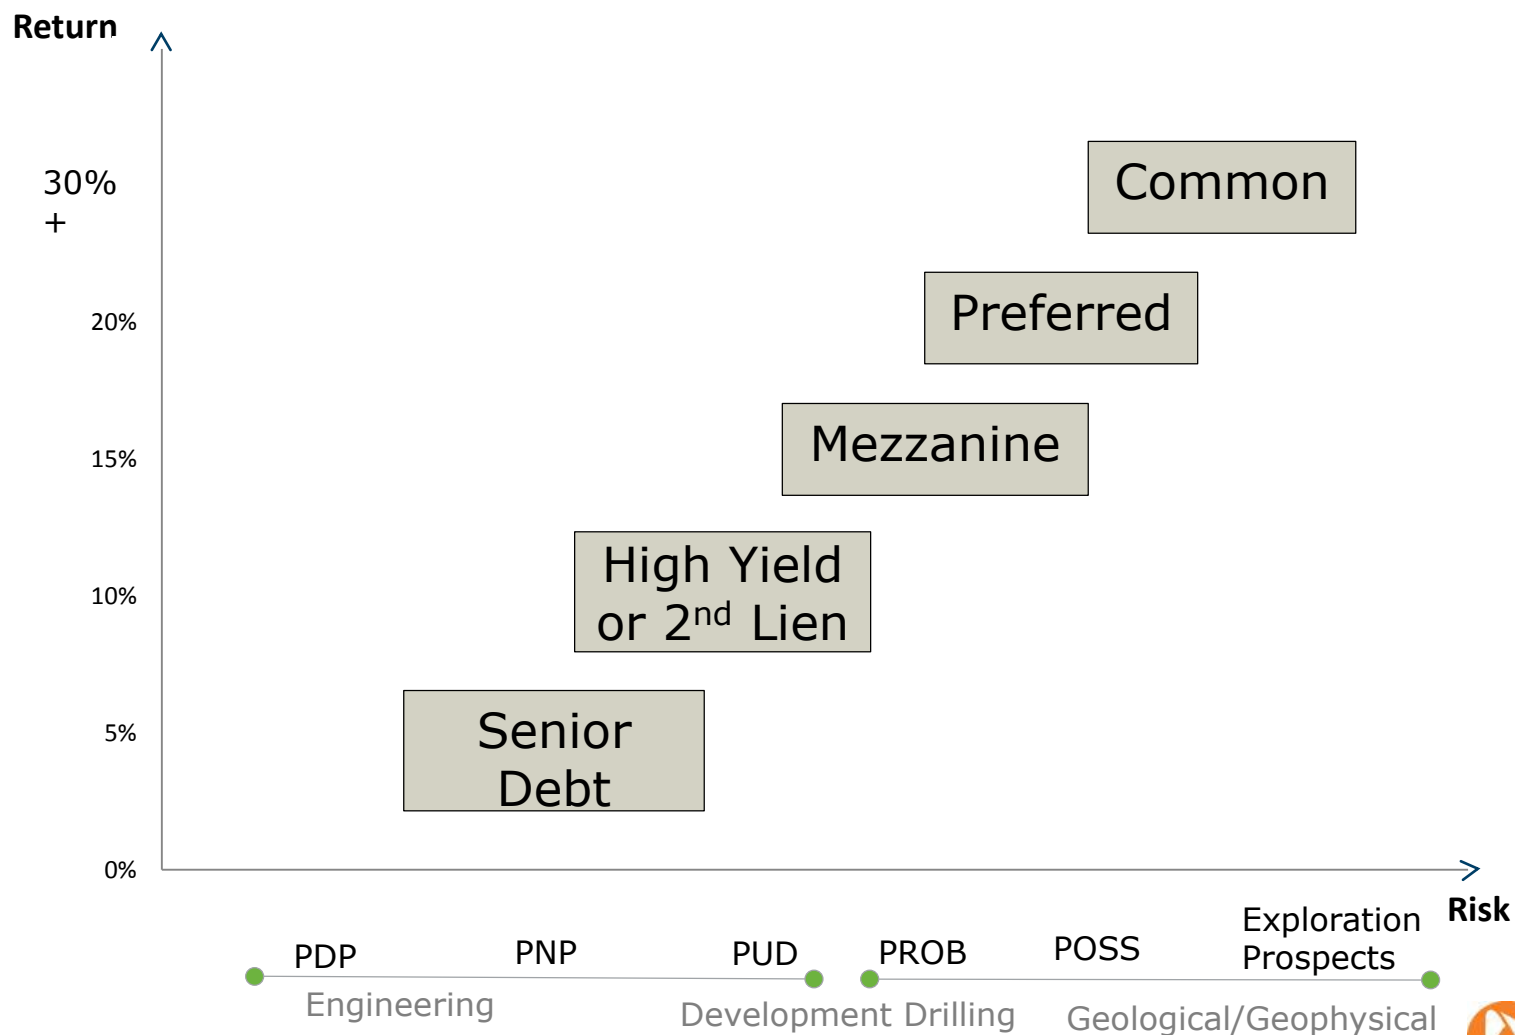 Return
30%
+
Common
20%
Preferred
15%
Mezzanine
10%
High Yield
or 2nd Lien
5%
Senior
Debt
0%
Risk
PDP
PNP
PUD
PROB
POSS
Exploration
Prospects
Engineering
Development Drilling
Geological/Geophysical